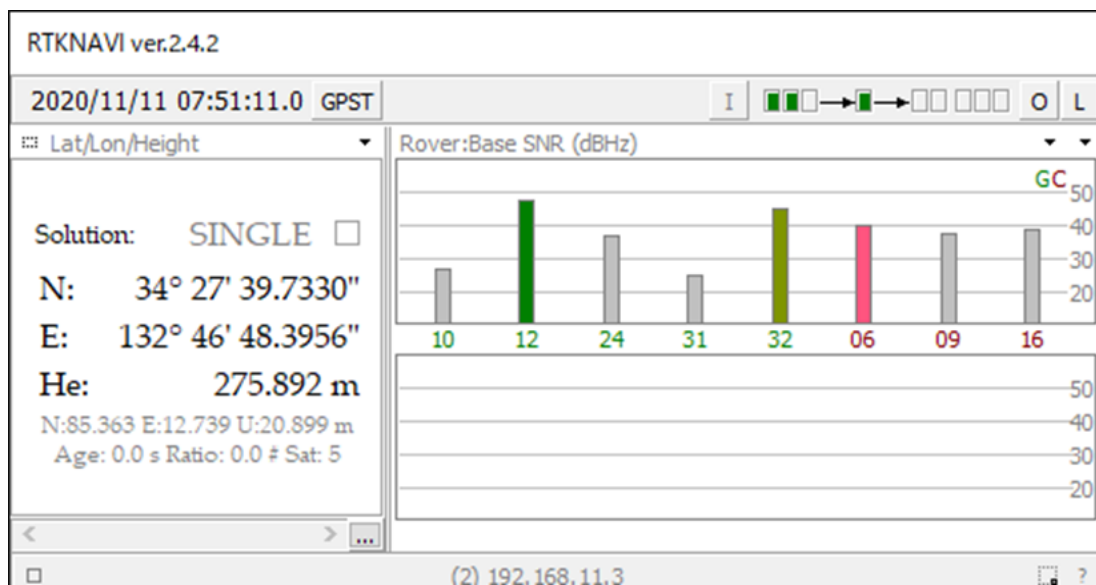 RTKNAVI ver.2.4.2
2020/11/11 07:51:11.0 GPST I O L
Lat/Lon/Height
Solution: SINGLE
N: 34° 27' 39.7330"
E: 132° 46' 48.3956"
He: 275.892 m
N:85.363 E:12.739 U:20.899 m
Age: 0.0 s Ratio: 0.0 # Sat: 5
...
Rover:Base SNR (dBHz)
GC
50
40
30
20
10 12 24 31 32 06 09 16
50
40
30
20
(2) 192.168.11.3 ?